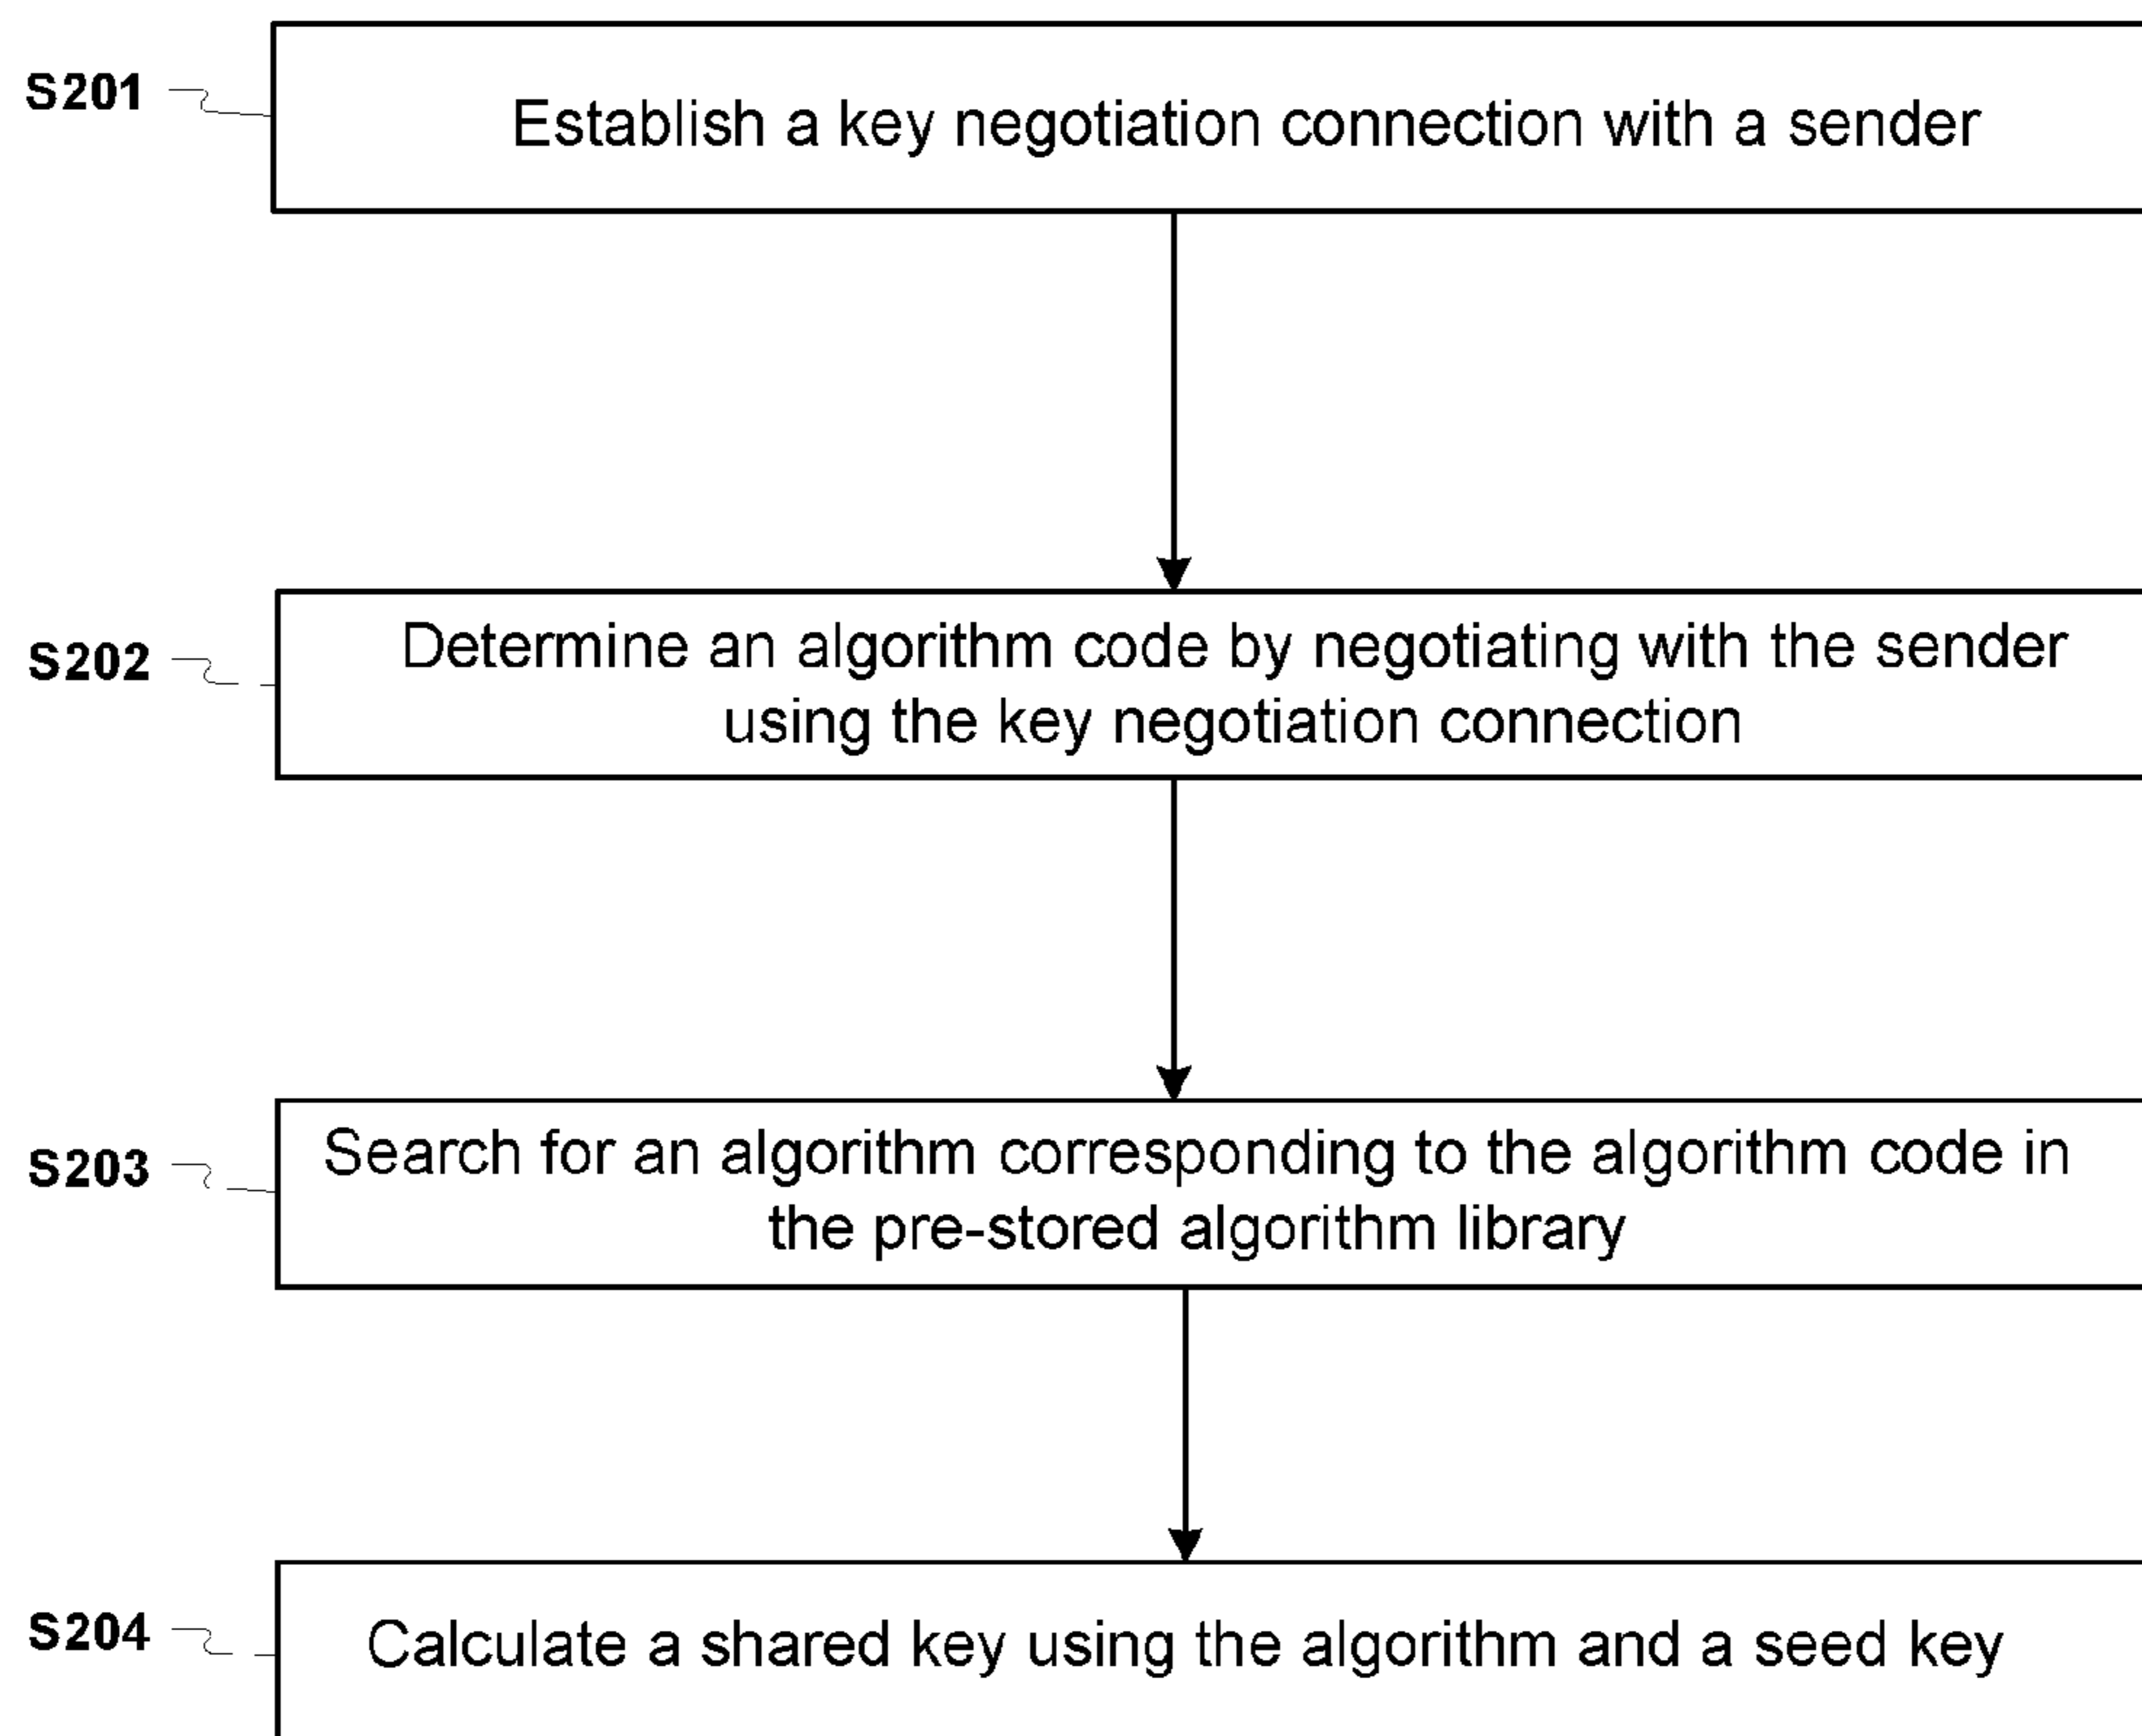 S201
Establish a key negotiation connection with a sender
S202
Determine an algorithm code by negotiating with the sender
using the key negotiation connection
S203
Search for an algorithm corresponding to the algorithm code in
the pre-stored algorithm library
S204
Calculate a shared key using the algorithm and a seed key